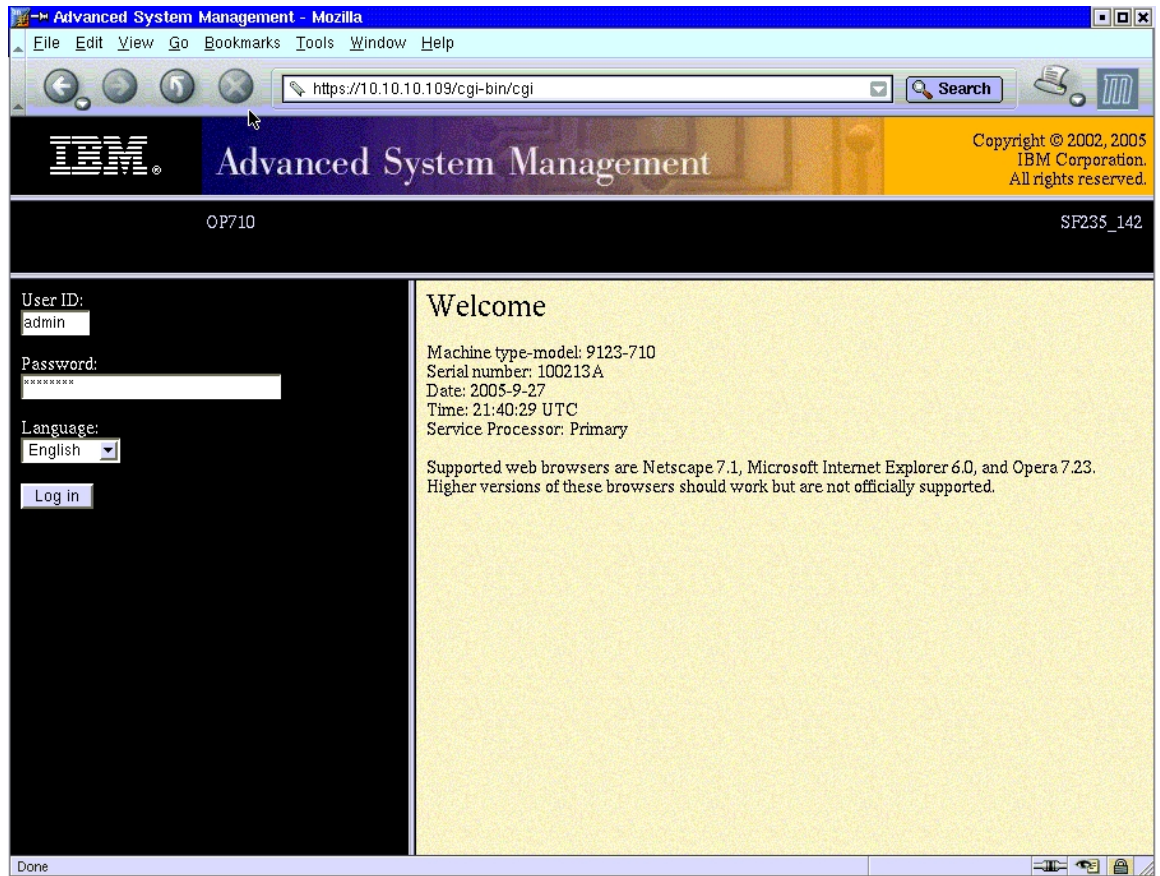 Advanced System Management - Mozilla
File Edit View Go Bookmarks Tools Window Help
https://10.10.10.109/cgi-bin/cgi
Search
IBM®
Advanced System Management
Copyright © 2002, 2005
IBM Corporation.
All rights reserved.
OP710
SF235_142
User ID:
admin
Password:
********
Language:
English
Log in
Welcome
Machine type-model: 9123-710
Serial number: 100213A
Date: 2005-9-27
Time: 21:40:29 UTC
Service Processor: Primary
Supported web browsers are Netscape 7.1, Microsoft Internet Explorer 6.0, and Opera 7.23.
Higher versions of these browsers should work but are not officially supported.
Done